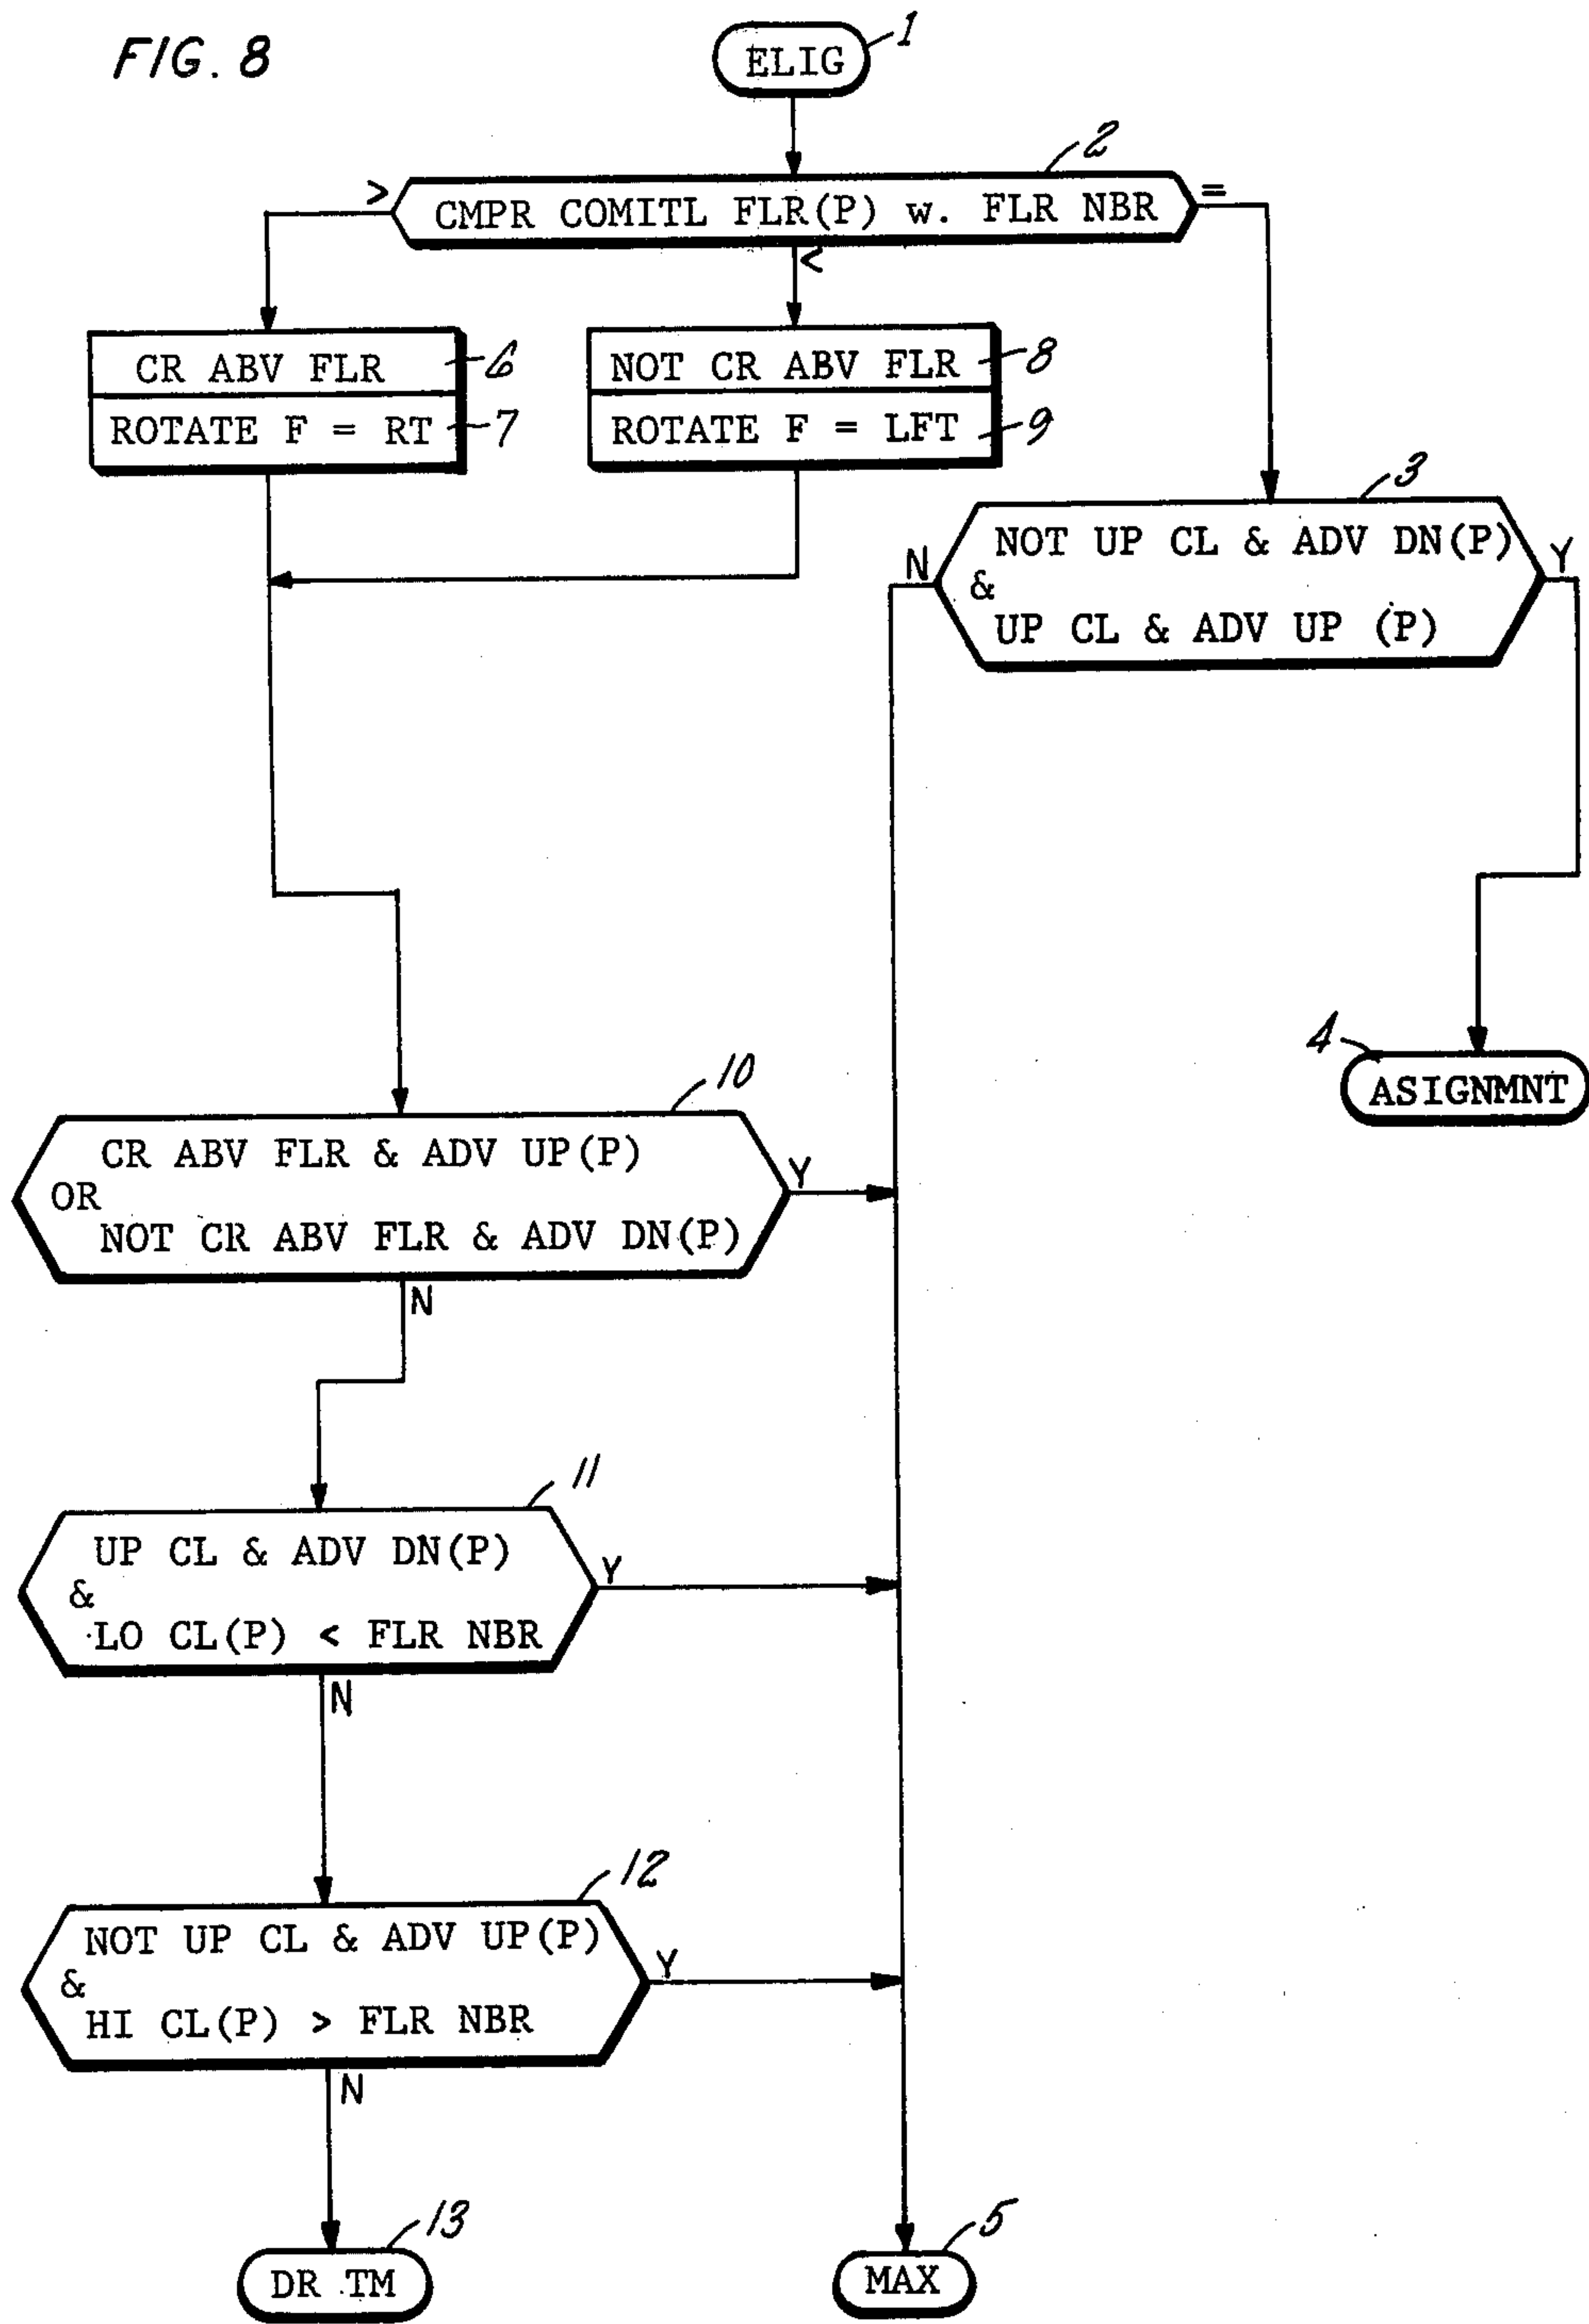 FIG. 8
ELIG
1
2
CMPR COMITL FLR(P) w. FLR NBR
>
<
=
CR ABV FLR
6
ROTATE F = RT
7
NOT CR ABV FLR
8
ROTATE F = LFT
9
3
NOT UP CL & ADV DN(P)
&
UP CL & ADV UP (P)
N
Y
4
ASIGNMNT
10
CR ABV FLR & ADV UP(P)
OR
NOT CR ABV FLR & ADV DN(P)
Y
N
11
UP CL & ADV DN(P)
&
LO CL(P) < FLR NBR
Y
N
12
NOT UP CL & ADV UP(P)
&
HI CL(P) > FLR NBR
Y
N
13
DR TM
5
MAX